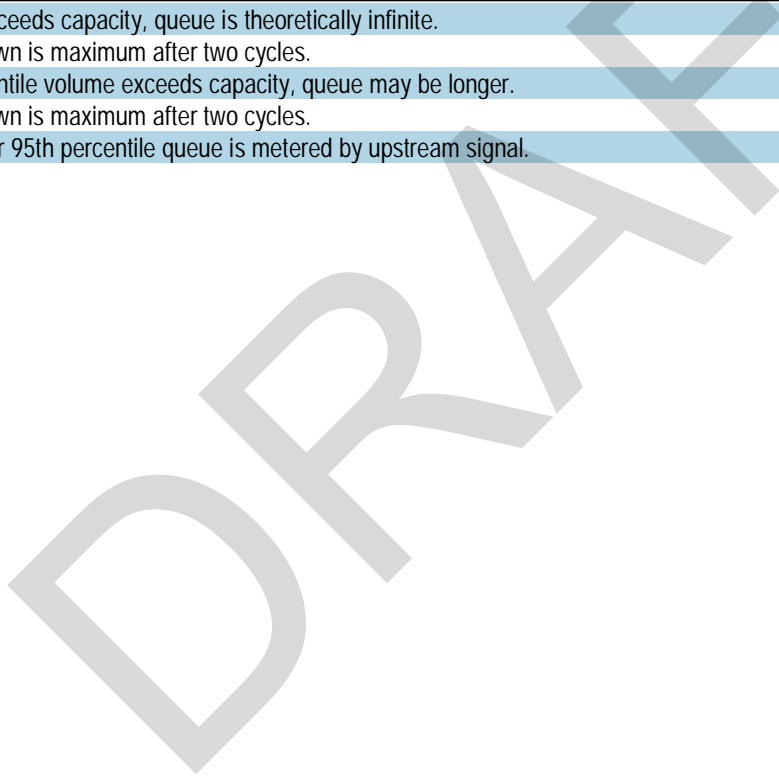 ceeds capacity, queue is theoretically infinite.
wn is maximum after two cycles.
ntile volume exceeds capacity, queue may be longer.
wn is maximum after two cycles.
r 95th percentile queue is metered by upstream signal.
DRAF